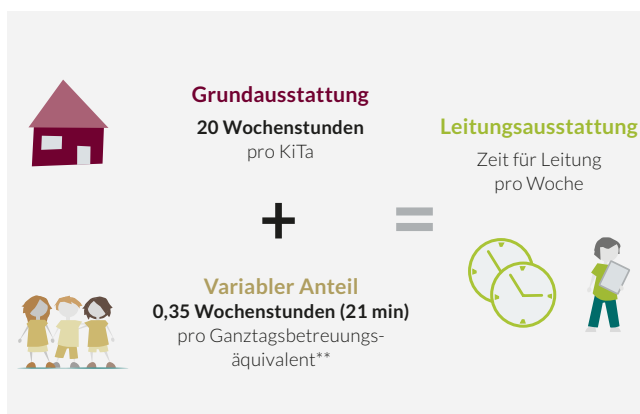 Grundausstattung
20 Wochenstunden
pro KiTa
+
Variabler Anteil
0,35 Wochenstunden (21 min)
pro Ganztagsbetreuungs-
äquivalent**
=
Leitungsausstattung
Zeit für Leitung
pro Woche